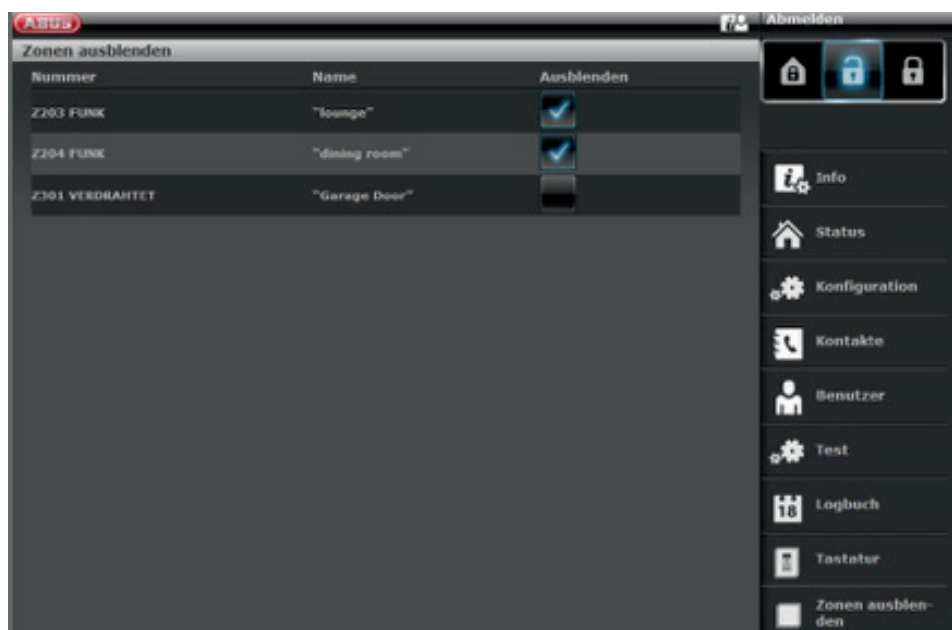 ABUS
Abmelden
Zonen ausblenden
Nummer Name Ausblenden
Z203 FUNK "lounge"
Z204 FUNK "dining room"
Z301 VERDRAHTET "Garage Door"
Info
Status
Konfiguration
Kontakte
Benutzer
Test
18 Logbuch
Tastatur
Zonen ausblen-
den